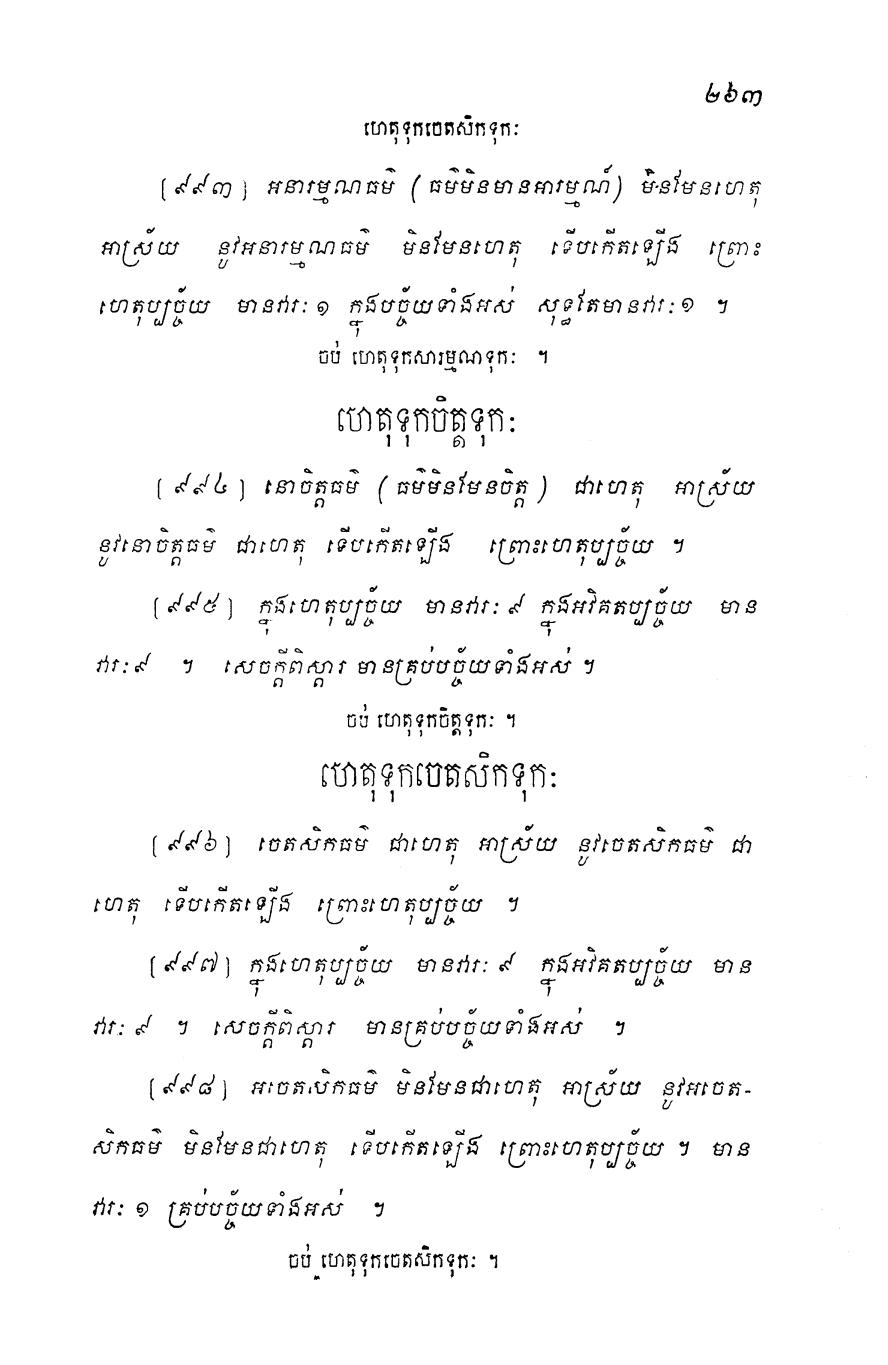 ២៦៣
ហេតុទុកចេតសិកទុកៈ
[៩៩៣] អនារម្មណធម៌ (ធម៌មិនមានអារម្មណ៍) មិនមែនហេតុ
អាស្រ័យ នូវអនារម្មណធម៌ មិនមែនហេតុ ទើបកើតឡើង ព្រោះ
ហេតុប្បច្ច័យ មានវារៈ ១ ក្នុងបច្ច័យទាំងអស់ សុទ្ធតែមានវារៈ ១ ។
ចប់ ហេតុទុកសារម្មណទុកៈ ។
ហេតុទុកចិត្តទុកៈ
[៩៩៤] នោចិត្តធម៌ (ធម៌មិនមែនចិត្ត) ជាហេតុ អាស្រ័យ
នូវនោចិត្តធម៌ ជាហេតុ ទើបកើតឡើង ព្រោះហេតុប្បច្ច័យ ។
[៩៩៥] ក្នុងហេតុប្បច្ច័យ មានវារៈ ៩ ក្នុងអវិគតប្បច្ច័យ មាន
វារៈ ៩ ។ សេចក្តីពិស្តារ មានគ្រប់បច្ច័យទាំងអស់ ។
ចប់ ហេតុទុកចិត្តទុកៈ ។
ហេតុទុកចេតសិកទុកៈ
[៩៩៦] ចេតសិកធម៌ ជាហេតុ អាស្រ័យ នូវចេតសិកធម៌ ជា
ហេតុ ទើបកើតឡើង ព្រោះហេតុប្បច្ច័យ ។
[៩៩៧] ក្នុងហេតុប្បច្ច័យ មានវារៈ ៩ ក្នុងអវិគតប្បច្ច័យ មាន
វារៈ ៩ ។ សេចក្តីពិស្តារ មានគ្រប់បច្ច័យទាំងអស់ ។
[៩៩៨] អចេតសិកធម៌ មិនមែនជាហេតុ អាស្រ័យ នូវអចេត-
សិកធម៌ មិនមែនជាហេតុ ទើបកើតឡើង ព្រោះហេតុប្បច្ច័យ ។ មាន
វារៈ ១ គ្រប់បច្ច័យទាំងអស់ ។
ចប់ ហេតុទុកចេតសិកទុកៈ ។